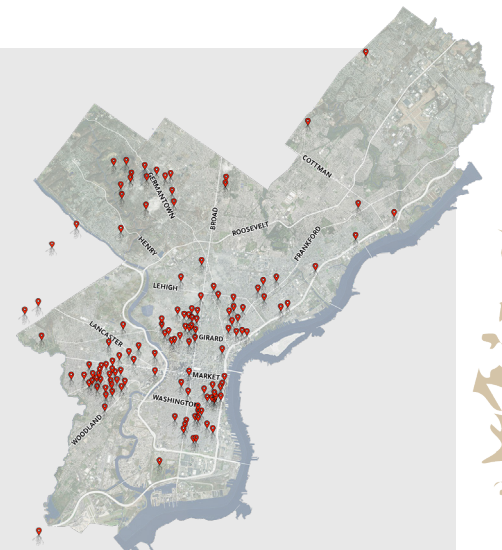 COTTMAN
GERMANTOWN
BROAD
ROOSEVELT
FRANKFORD
HENRY
LEHIGH
LANCASTER
GIRARD
MARKET
WASHINGTON
WOODLAND